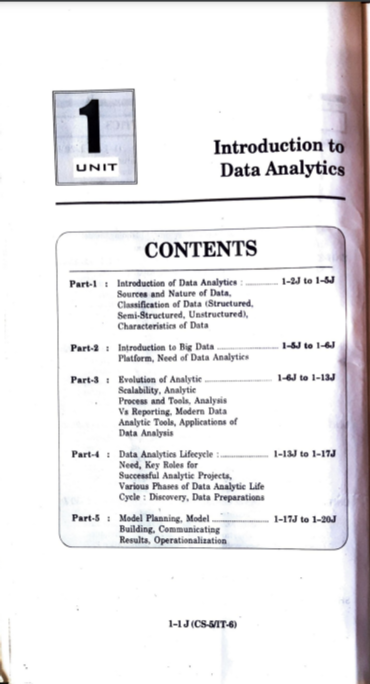 1
UNIT
Introduction to
Data Analytics
CONTENTS
Part-1 : Introduction of Data Analytics : .............. 1–2J to 1–5J
Sources and Nature of Data,
Classification of Data (Structured,
Semi-Structured, Unstructured),
Characteristics of Data
Part-2 : Introduction to Big Data .............. 1–5J to 1–6J
Platform, Need of Data Analytics
Part-3 : Evolution of Analytic .............. 1–6J to 1–13J
Scalability, Analytic
Process and Tools, Analysis
Vs Reporting, Modern Data
Analytic Tools, Applications of
Data Analysis
Part-4 : Data Analytics Lifecycle : .............. 1–13J to 1–17J
Need, Key Roles for
Successful Analytic Projects,
Various Phases of Data Analytic Life
Cycle : Discovery, Data Preparations
Part-5 : Model Planning, Model .............. 1–17J to 1–20J
Building, Communicating
Results, Operationalization
1–1 J (CS-5/IT-6)